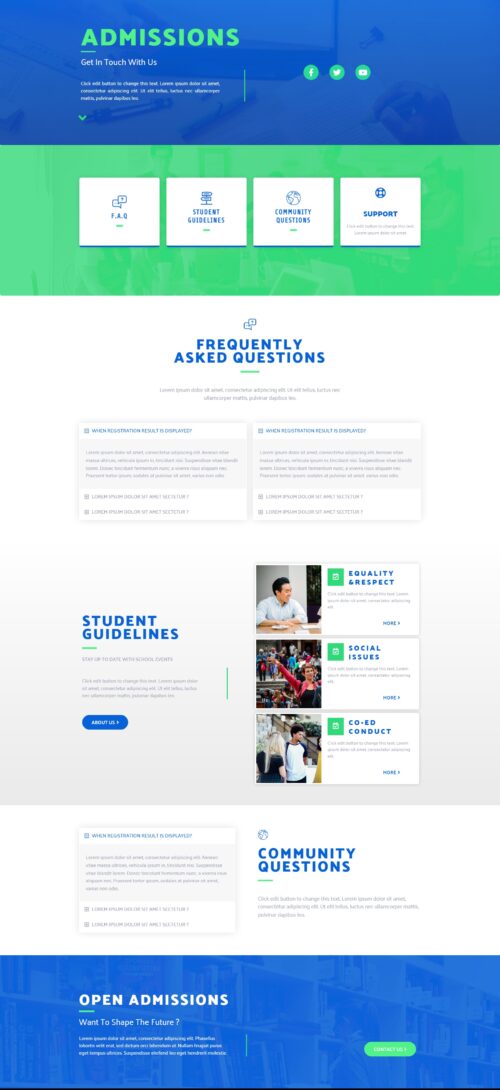 ADMISSIONS
Get In Touch With Us
Click edit button to change this text. Lorem ipsum dolor sit amet,
consectetur adipiscing elit. Ut elit tellus, luctus nec ullamcorper
mattis, pulvinar dapibus leo.
F.A.Q
STUDENT
GUIDELINES
COMMUNITY
QUESTIONS
SUPPORT
Click edit button to change this text.
Lorem ipsum dolor sit amet.
FREQUENTLY
ASKED QUESTIONS
Lorem ipsum dolor sit amet, consectetur adipiscing elit. Ut elit tellus, luctus nec
ullamcorper mattis, pulvinar dapibus leo.
WHEN REGISTRATION RESULT IS DISPLAYED?
Lorem ipsum dolor sit amet, consectetur adipiscing elit. Aenean vitae
massa ultrices, vehicula ipsum in, tristique nisl. Suspendisse vitae blandit
lorem. Donec tincidunt fermentum nunc, a viverra risus aliquam nec.
Praesent tortor ipsum, sodales at pulvinar sit amet, euismod non odio.
LOREM IPSUM DOLOR SIT AMET SECTETUR ?
LOREM IPSUM DOLOR SIT AMET SECTETUR ?
WHEN REGISTRATION RESULT IS DISPLAYED?
Lorem ipsum dolor sit amet, consectetur adipiscing elit. Aenean vitae
massa ultrices, vehicula ipsum in, tristique nisl. Suspendisse vitae blandit
lorem. Donec tincidunt fermentum nunc, a viverra risus aliquam nec.
Praesent tortor ipsum, sodales at pulvinar sit amet, euismod non odio.
LOREM IPSUM DOLOR SIT AMET SECTETUR ?
LOREM IPSUM DOLOR SIT AMET SECTETUR ?
STUDENT
GUIDELINES
STAY UP TO DATE WITH SCHOOL EVENTS
Click edit button to change this text. Lorem ipsum dolor
sit amet, consectetur adipiscing elit. Ut elit tellus, luctus
nec ullamcorper mattis, pulvinar dapibus leo.
ABOUT US
EQUALITY
&RESPECT
Click edit button to change this text. Lorem
ipsum dolor sit amet, consectetur adipiscing
elit.
MORE
SOCIAL
ISSUES
Click edit button to change this text. Lorem
ipsum dolor sit amet, consectetur adipiscing
elit.
MORE
CO-ED
CONDUCT
Click edit button to change this text. Lorem
ipsum dolor sit amet, consectetur adipiscing
elit.
MORE
WHEN REGISTRATION RESULT IS DISPLAYED?
Lorem ipsum dolor sit amet, consectetur adipiscing elit. Aenean
vitae massa ultrices, vehicula ipsum in, tristique nisl. Suspendisse
vitae blandit lorem. Donec tincidunt fermentum nunc, a viverra risus
aliquam nec. Praesent tortor ipsum, sodales at pulvinar sit amet,
euismod non odio.
LOREM IPSUM DOLOR SIT AMET SECTETUR ?
LOREM IPSUM DOLOR SIT AMET SECTETUR ?
COMMUNITY
QUESTIONS
Click edit button to change this text. Lorem ipsum dolor sit amet,
consectetur adipiscing elit. Ut elit tellus, luctus nec ullamcorper mattis,
pulvinar dapibus leo.
OPEN ADMISSIONS
Want To Shape The Future ?
Lorem ipsum dolor sit amet, consectetur adipiscing elit. Phasellus
lobortis velit erat, sed dictum orci bibendum at. Nullam vitae purus
eget tempus ultrices. Suspendisse eleifend leo eget hendrerit molestie.
CONTACT US